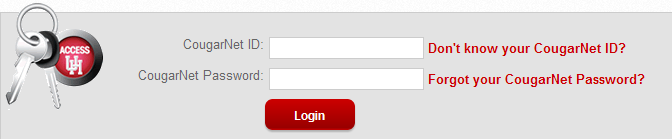 ACCESS
UH
CougarNet ID: Don't know your CougarNet ID?
CougarNet Password: Forgot your CougarNet Password?
Login